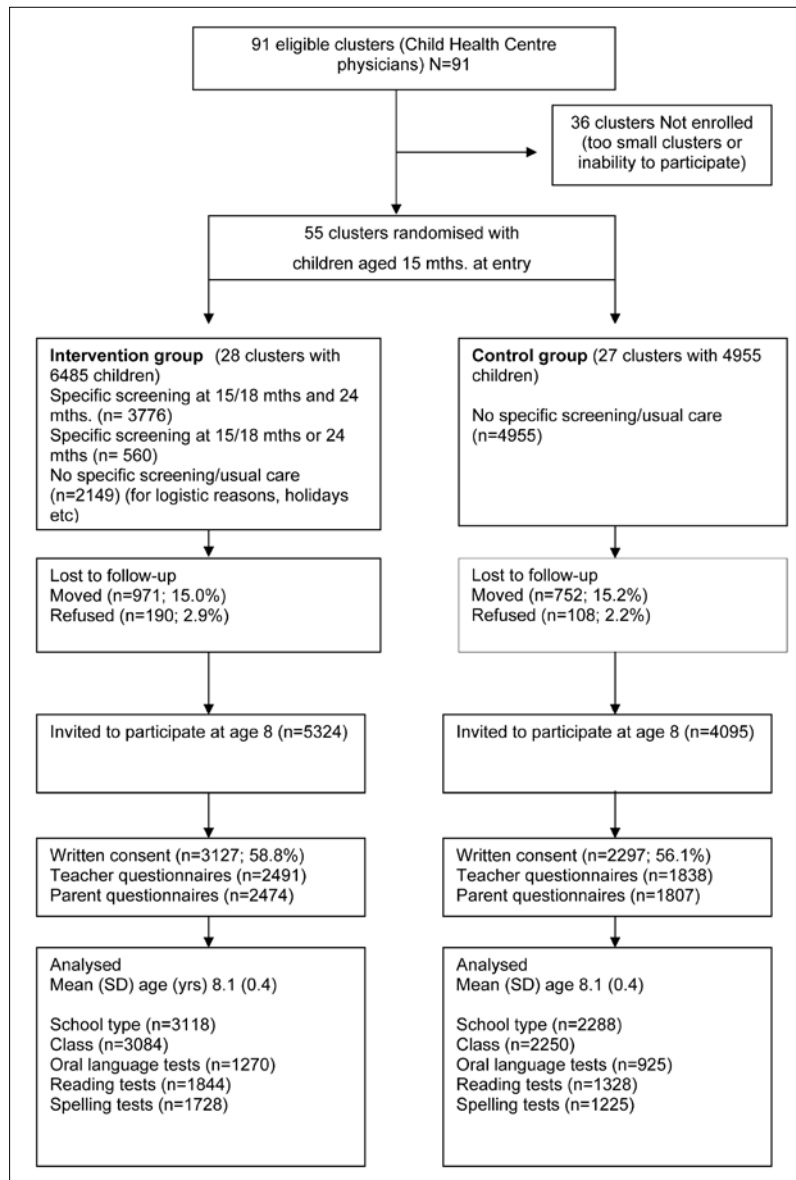 91 eligible clusters (Child Health Centre
physicians) N=91
36 clusters Not enrolled
(too small clusters or
inability to participate)
55 clusters randomised with
children aged 15 mths. at entry
Intervention group (28 clusters with
6485 children)
Specific screening at 15/18 mths and 24
mths. (n= 3776)
Specific screening at 15/18 mths or 24
mths (n= 560)
No specific screening/usual care
(n=2149) (for logistic reasons, holidays
etc)
Control group (27 clusters with 4955
children)
No specific screening/usual care
(n=4955)
Lost to follow-up
Moved (n=971; 15.0%)
Refused (n=190; 2.9%)
Lost to follow-up
Moved (n=752; 15.2%)
Refused (n=108; 2.2%)
Invited to participate at age 8 (n=5324)
Invited to participate at age 8 (n=4095)
Written consent (n=3127; 58.8%)
Teacher questionnaires (n=2491)
Parent questionnaires (n=2474)
Written consent (n=2297; 56.1%)
Teacher questionnaires (n=1838)
Parent questionnaires (n=1807)
Analysed
Mean (SD) age (yrs) 8.1 (0.4)
School type (n=3118)
Class (n=3084)
Oral language tests (n=1270)
Reading tests (n=1844)
Spelling tests (n=1728)
Analysed
Mean (SD) age 8.1 (0.4)
School type (n=2288)
Class (n=2250)
Oral language tests (n=925)
Reading tests (n=1328)
Spelling tests (n=1225)